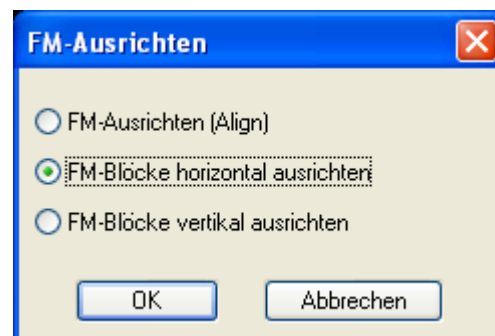 FM-Ausrichten
FM-Ausrichten (Align)
FM-Blöcke horizontal ausrichten
FM-Blöcke vertikal ausrichten
OK
Abbrechen